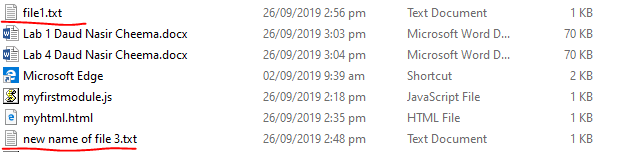 file1.txt 26/09/2019 2:56 pm Text Document 1 KB
Lab 1 Daud Nasir Cheema.docx 26/09/2019 3:03 pm Microsoft Word D... 70 KB
Lab 4 Daud Nasir Cheema.docx 26/09/2019 3:04 pm Microsoft Word D... 70 KB
Microsoft Edge 02/09/2019 9:39 am Shortcut 2 KB
myfirstmodule.js 26/09/2019 2:18 pm JavaScript File 1 KB
myhtml.html 26/09/2019 2:35 pm HTML File 1 KB
new name of file 3.txt 26/09/2019 2:48 pm Text Document 1 KB